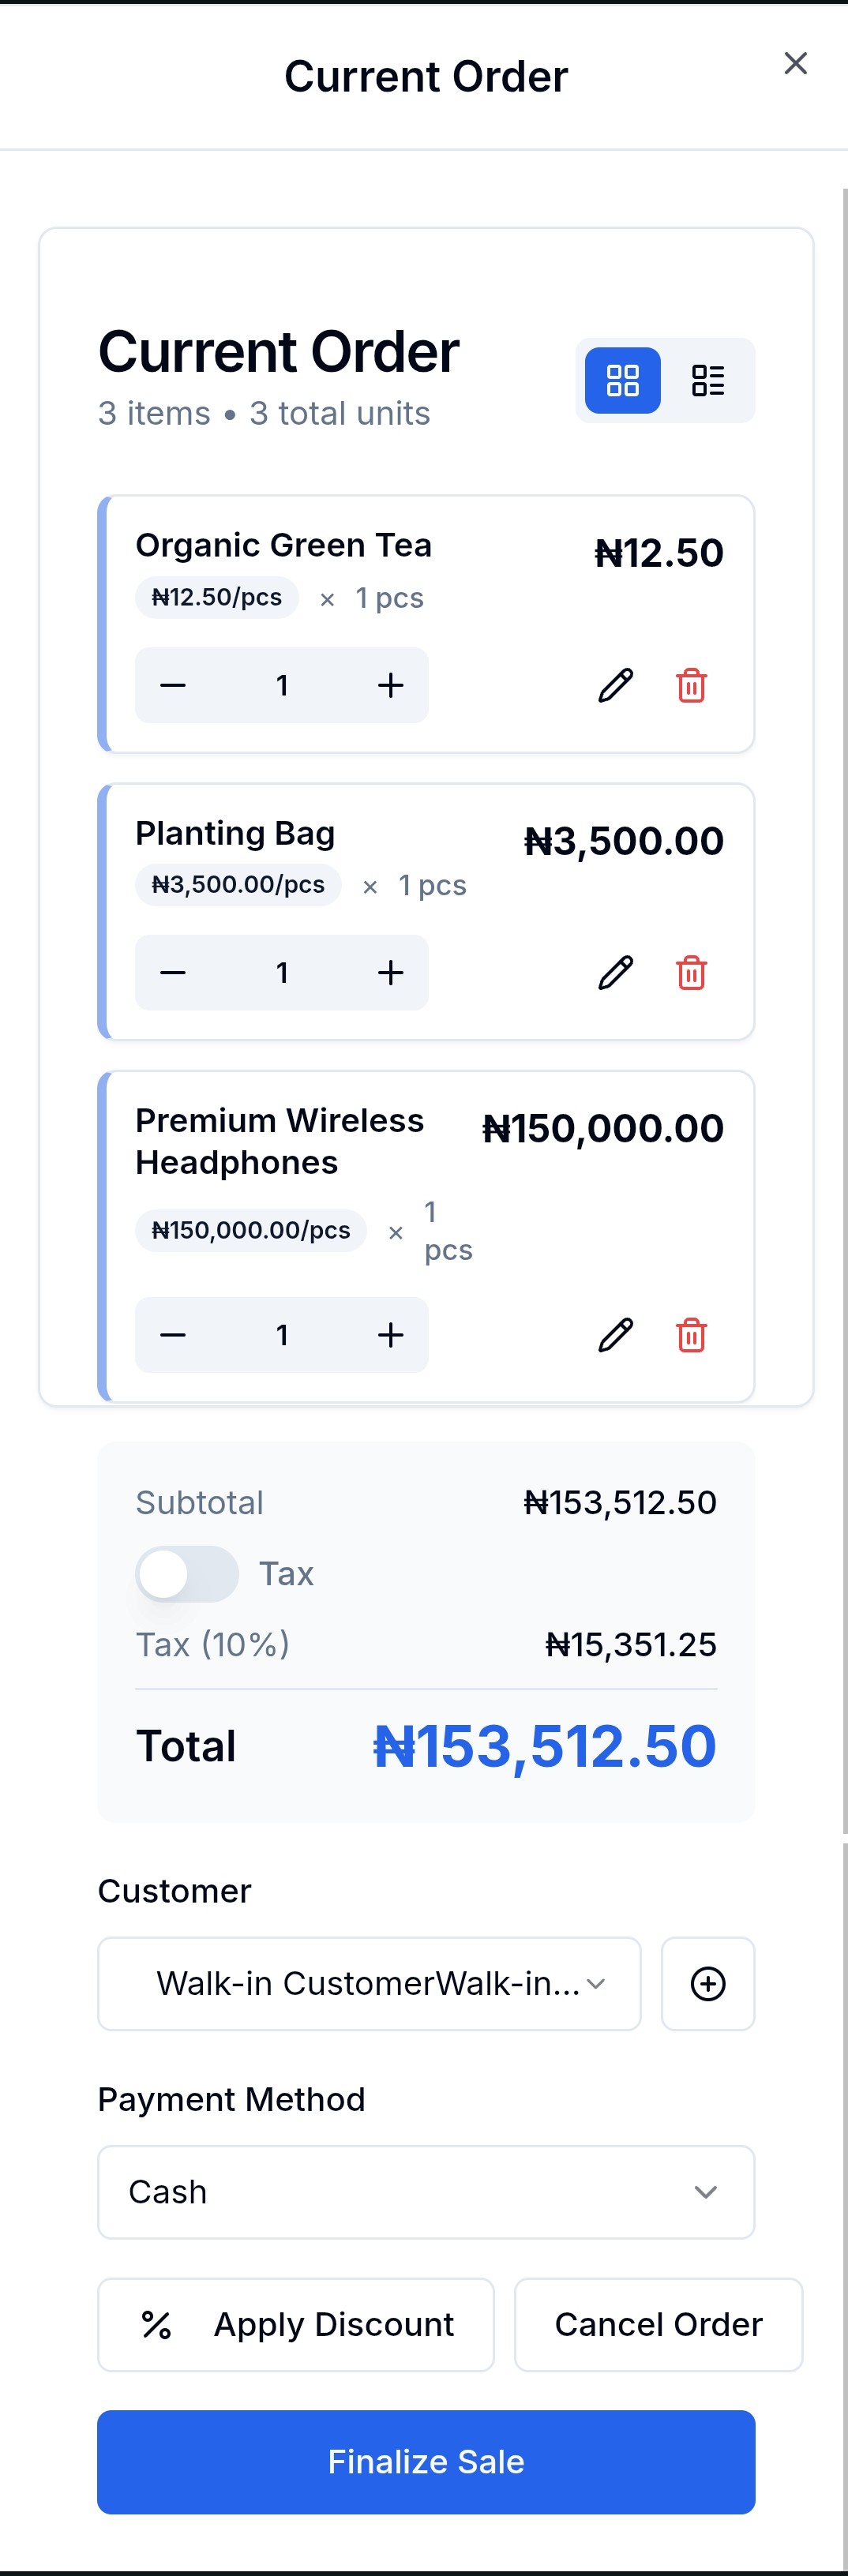 Current Order
Current Order
3 items • 3 total units
Organic Green Tea
₦12.50
₦12.50/pcs × 1 pcs
1
Planting Bag
₦3,500.00
₦3,500.00/pcs × 1 pcs
1
Premium Wireless
Headphones
₦150,000.00
₦150,000.00/pcs × 1
pcs
1
Subtotal ₦153,512.50
Tax
Tax (10%) ₦15,351.25
Total ₦153,512.50
Customer
Walk-in CustomerWalk-in...
Payment Method
Cash
Apply Discount
Cancel Order
Finalize Sale